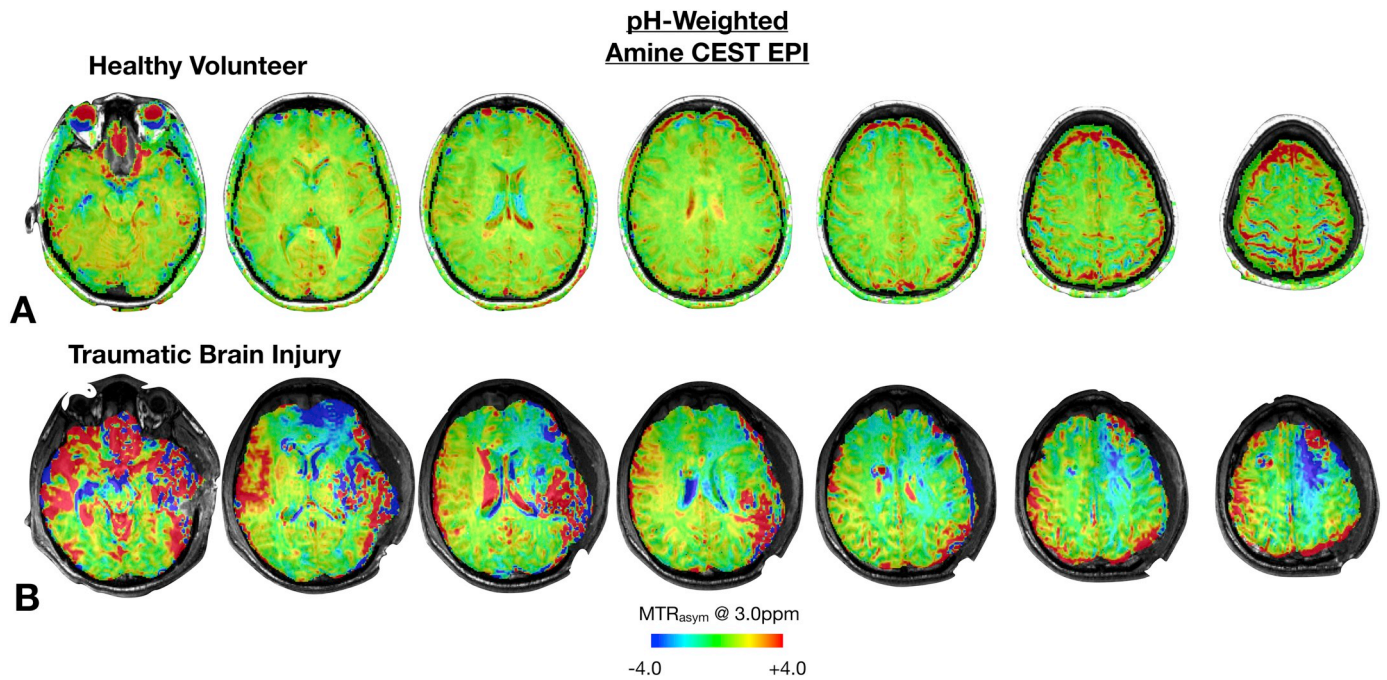 pH-Weighted
Amine CEST EPI
Healthy Volunteer
A
Traumatic Brain Injury
B
MTRasym @ 3.0ppm
-4.0 +4.0